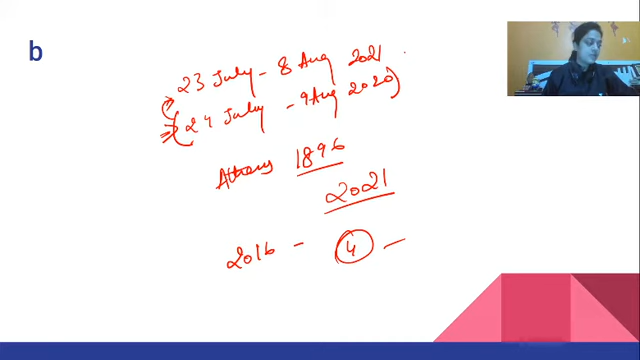 b
23 July - 8 Aug 2021
24 July - 9 Aug 2020)
Athens 1896
2021
2016 - 4 -